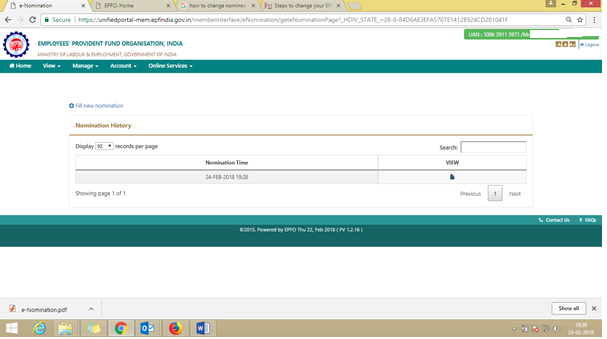 e-Nomination
EPFO: Home
how to change nominee
Steps to change your EPF
Secure | https://unifiedportal-mem.epfindia.gov.in/memberinterface/eNomination/geteNominationPage?_HDIV_STATE_=28-0-84D6AE3EFA5707E1412B924CD281041F
UAN : 1006 3911 3971 /M
EMPLOYEES' PROVIDENT FUND ORGANISATION, INDIA
MINISTRY OF LABOUR & EMPLOYMENT, GOVERNMENT OF INDIA
Logout
Home View Manage Account Online Services
Fill new nomination
Nomination History
Display 10 records per page
Search:
Nomination Time VIEW
24-FEB-2018 19:28
Showing page 1 of 1
Previous 1 Next
Contact Us ? FAQs
©2015. Powered by EPFO Thu 22, Feb 2018 ( PV 1.2.16 )
e-Nomination.pdf
Show all
19:30
24-02-2018